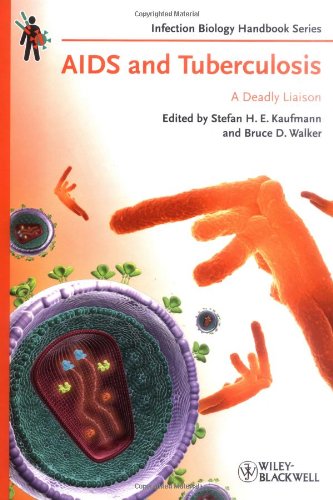 Infection Biology Handbook Series
AIDS and Tuberculosis
A Deadly Liaison
Edited by Stefan H. E. Kaufmann
and Bruce D. Walker
WILEY-
BLACKWELL